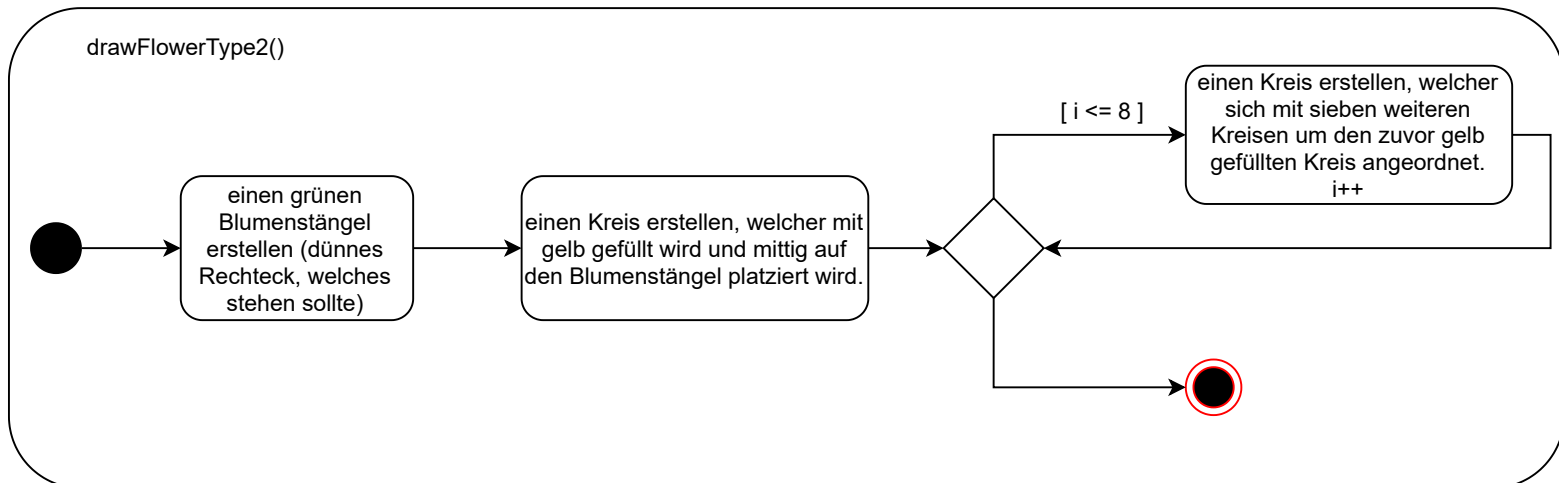 drawFlowerType2()
einen grünen
Blumenstängel
erstellen (dünnes
Rechteck, welches
stehen sollte)
einen Kreis erstellen, welcher mit
gelb gefüllt wird und mittig auf
den Blumenstängel platziert wird.
[ i <= 8 ]
einen Kreis erstellen, welcher
sich mit sieben weiteren
Kreisen um den zuvor gelb
gefüllten Kreis angeordnet.
i++